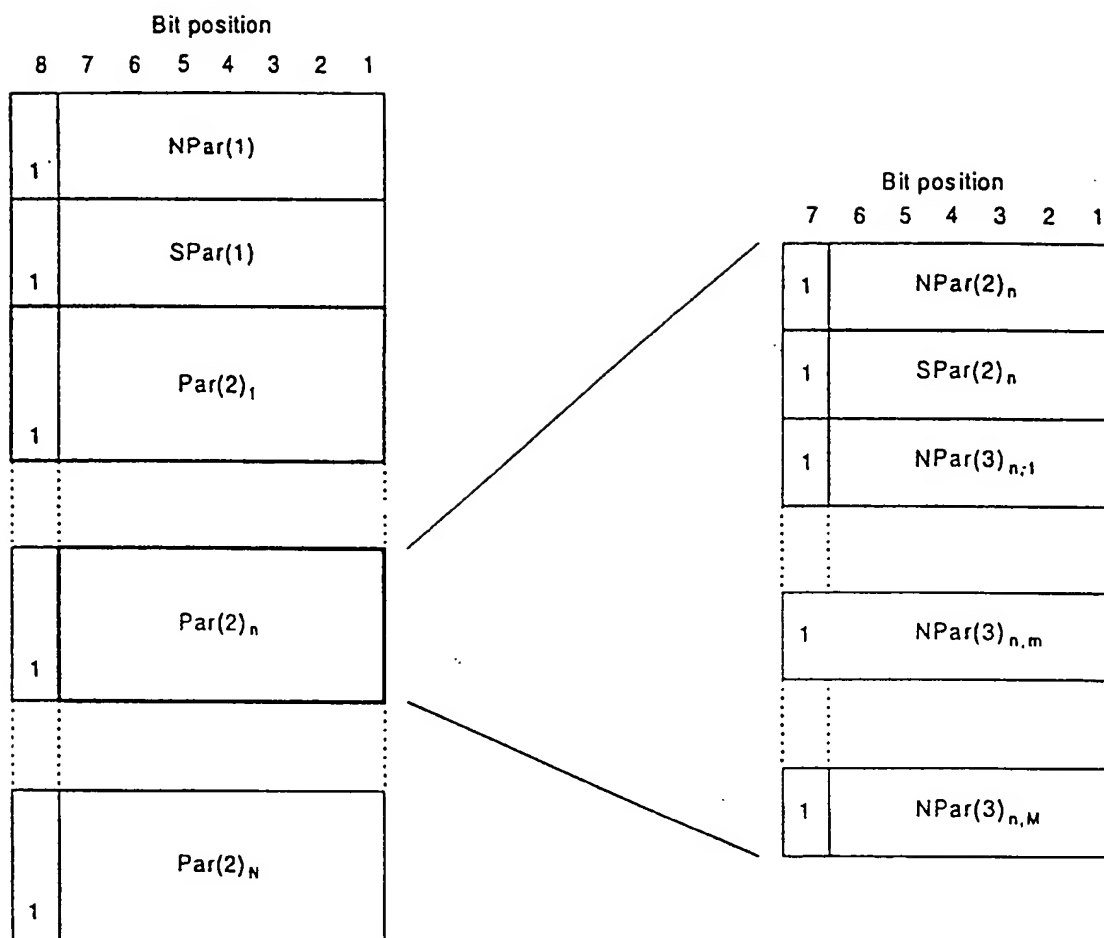 Bit position
8 7 6 5 4 3 2 1
NPar(1)
1
SPar(1)
1
Par(2)₁
1
Par(2)ₙ
1
Par(2)_N
1
Bit position
7 6 5 4 3 2 1
1 NPar(2)ₙ
1 SPar(2)ₙ
1 NPar(3)ₙ,₁
1 NPar(3)ₙ,ₘ
1 NPar(3)ₙ,_M